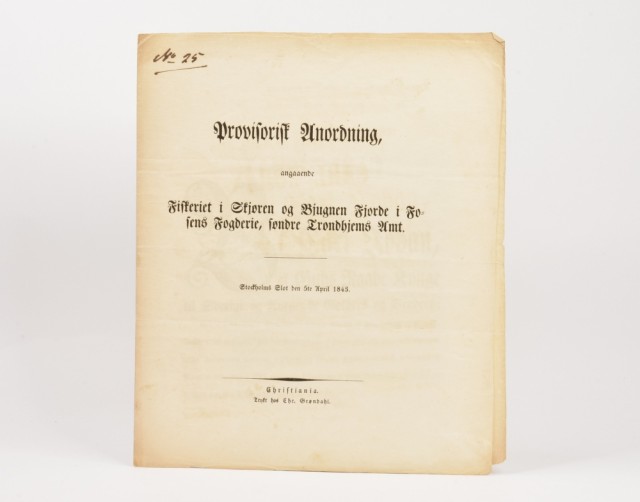 No 25
Provisorisk Anordning,
angaaende
Fiskeriet i Skjøren og Bjugnen Fjorde i Fo-
sens Fogderie, søndre Trondhjems Amt.
Stockholms Slot den 5te April 1845.
Christiania.
Trykt hos Chr. Grøndahl.